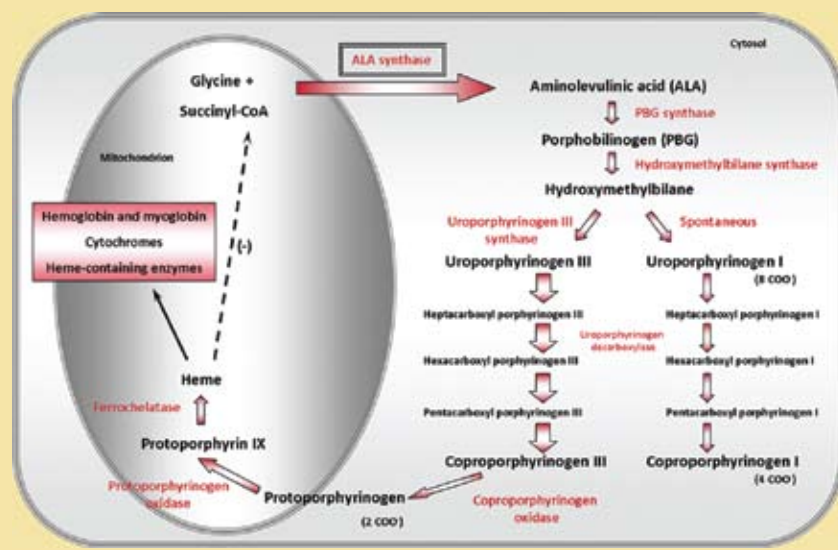 Cytosol
ALA synthase
Glycine +
Succinyl-CoA
Aminolevulinic acid (ALA)
PBG synthase
Porphobilinogen (PBG)
Mitochondrion
Hydroxymethylbilane synthase
Hydroxymethylbilane
Hemoglobin and myoglobin
Cytochromes
Heme-containing enzymes
(-)
Uroporphyrinogen III
synthase
Spontaneous
Uroporphyrinogen III
Uroporphyrinogen I
(8 COO⁻)
Heptacarboxyl porphyrinogen III
Heptacarboxyl porphyrinogen I
Uroporphyrinogen
decarboxylase
Hexacarboxyl porphyrinogen III
Hexacarboxyl porphyrinogen I
Heme
Ferrochelatase
Pentacarboxyl porphyrinogen III
Pentacarboxyl porphyrinogen I
Protoporphyrin IX
Coproporphyrinogen III
Coproporphyrinogen I
(4 COO⁻)
Protoporphyrinogen
oxidase
Protoporphyrinogen
(2 COO⁻)
Coproporphyrinogen
oxidase